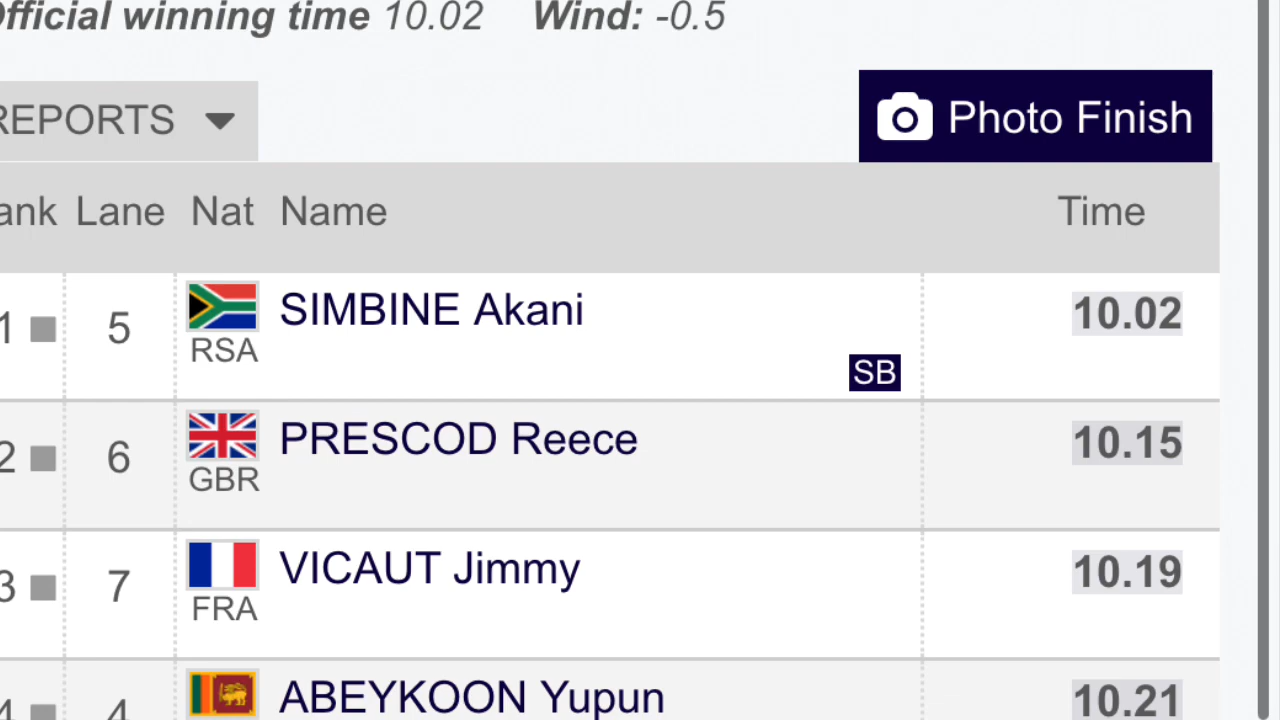 Official winning time 10.02 Wind: -0.5
REPORTS
Photo Finish
Rank Lane Nat Name Time
1 5 SIMBINE Akani 10.02
RSA
SB
2 6 PRESCOD Reece 10.15
GBR
3 7 VICAUT Jimmy 10.19
FRA
4 4 ABEYKOON Yupun 10.21